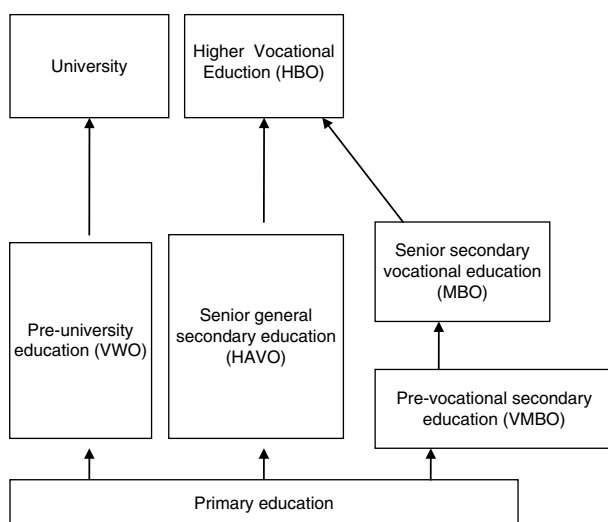 University
Higher Vocational
Eduction (HBO)
Senior secondary
vocational education
(MBO)
Pre-university
education (VWO)
Senior general
secondary education
(HAVO)
Pre-vocational secondary
education (VMBO)
Primary education